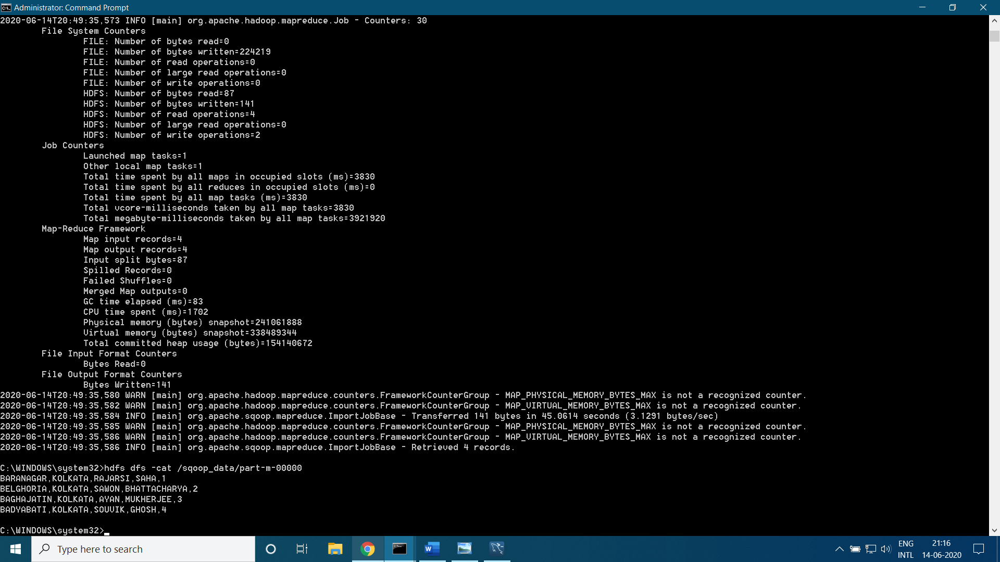 Administrator: Command Prompt
2020-06-14T20:49:35,573 INFO [main] org.apache.hadoop.mapreduce.Job - Counters: 30
File System Counters
FILE: Number of bytes read=0
FILE: Number of bytes written=224219
FILE: Number of read operations=0
FILE: Number of large read operations=0
FILE: Number of write operations=0
HDFS: Number of bytes read=87
HDFS: Number of bytes written=141
HDFS: Number of read operations=4
HDFS: Number of large read operations=0
HDFS: Number of write operations=2
Job Counters
Launched map tasks=1
Other local map tasks=1
Total time spent by all maps in occupied slots (ms)=3830
Total time spent by all reduces in occupied slots (ms)=0
Total time spent by all map tasks (ms)=3830
Total vcore-milliseconds taken by all map tasks=3830
Total megabyte-milliseconds taken by all map tasks=3921920
Map-Reduce Framework
Map input records=4
Map output records=4
Input split bytes=87
Spilled Records=0
Failed Shuffles=0
Merged Map outputs=0
GC time elapsed (ms)=83
CPU time spent (ms)=1702
Physical memory (bytes) snapshot=241061888
Virtual memory (bytes) snapshot=338489344
Total committed heap usage (bytes)=154140672
File Input Format Counters
Bytes Read=0
File Output Format Counters
Bytes Written=141
2020-06-14T20:49:35,580 WARN [main] org.apache.hadoop.mapreduce.counters.FrameworkCounterGroup - MAP_PHYSICAL_MEMORY_BYTES_MAX is not a recognized counter.
2020-06-14T20:49:35,582 WARN [main] org.apache.hadoop.mapreduce.counters.FrameworkCounterGroup - MAP_VIRTUAL_MEMORY_BYTES_MAX is not a recognized counter.
2020-06-14T20:49:35,584 INFO [main] org.apache.sqoop.mapreduce.ImportJobBase - Transferred 141 bytes in 45.0614 seconds (3.1291 bytes/sec)
2020-06-14T20:49:35,585 WARN [main] org.apache.hadoop.mapreduce.counters.FrameworkCounterGroup - MAP_PHYSICAL_MEMORY_BYTES_MAX is not a recognized counter.
2020-06-14T20:49:35,586 WARN [main] org.apache.hadoop.mapreduce.counters.FrameworkCounterGroup - MAP_VIRTUAL_MEMORY_BYTES_MAX is not a recognized counter.
2020-06-14T20:49:35,586 INFO [main] org.apache.sqoop.mapreduce.ImportJobBase - Retrieved 4 records.
C:\WINDOWS\system32>hdfs dfs -cat /sqoop_data/part-m-00000
BARANAGAR,KOLKATA,RAJARSI,SAHA,1
BELGHORIA,KOLKATA,SAWON,BHATTACHARYA,2
BAGHAJATIN,KOLKATA,AYAN,MUKHERJEE,3
BADYABATI,KOLKATA,SOUVIK,GHOSH,4
C:\WINDOWS\system32>
Type here to search
ENG
INTL
21:16
14-06-2020